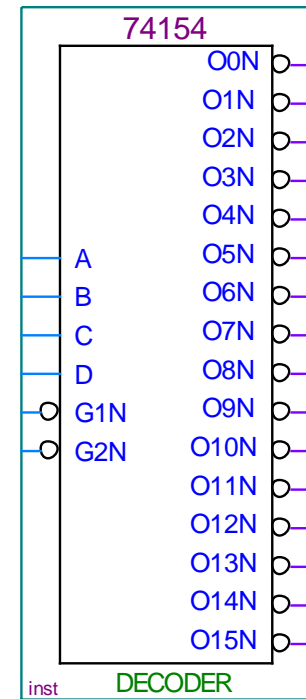 74154
O0N
O1N
O2N
O3N
O4N
A O5N
B O6N
C O7N
D O8N
G1N O9N
G2N O10N
O11N
O12N
O13N
O14N
O15N
inst DECODER